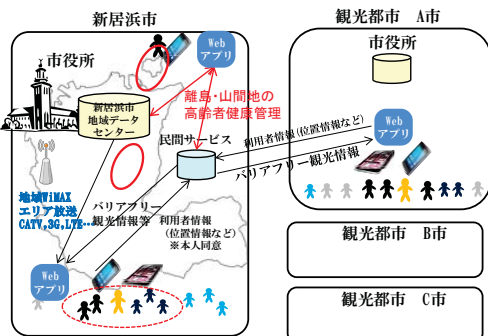 新居浜市
市役所
新居浜市
地域データ
センター
Web
アプリ
離島・山間地の
高齢者健康管理
民間サービス
地域WiMAX
エリア放送
CATV,3G,LTE…
バリアフリー
観光情報等
利用者情報
(位置情報など)
※本人同意
Web
アプリ
利用者情報(位置情報など)
バリアフリー観光情報
観光都市 A市
市役所
Web
アプリ
観光都市 B市
観光都市 C市